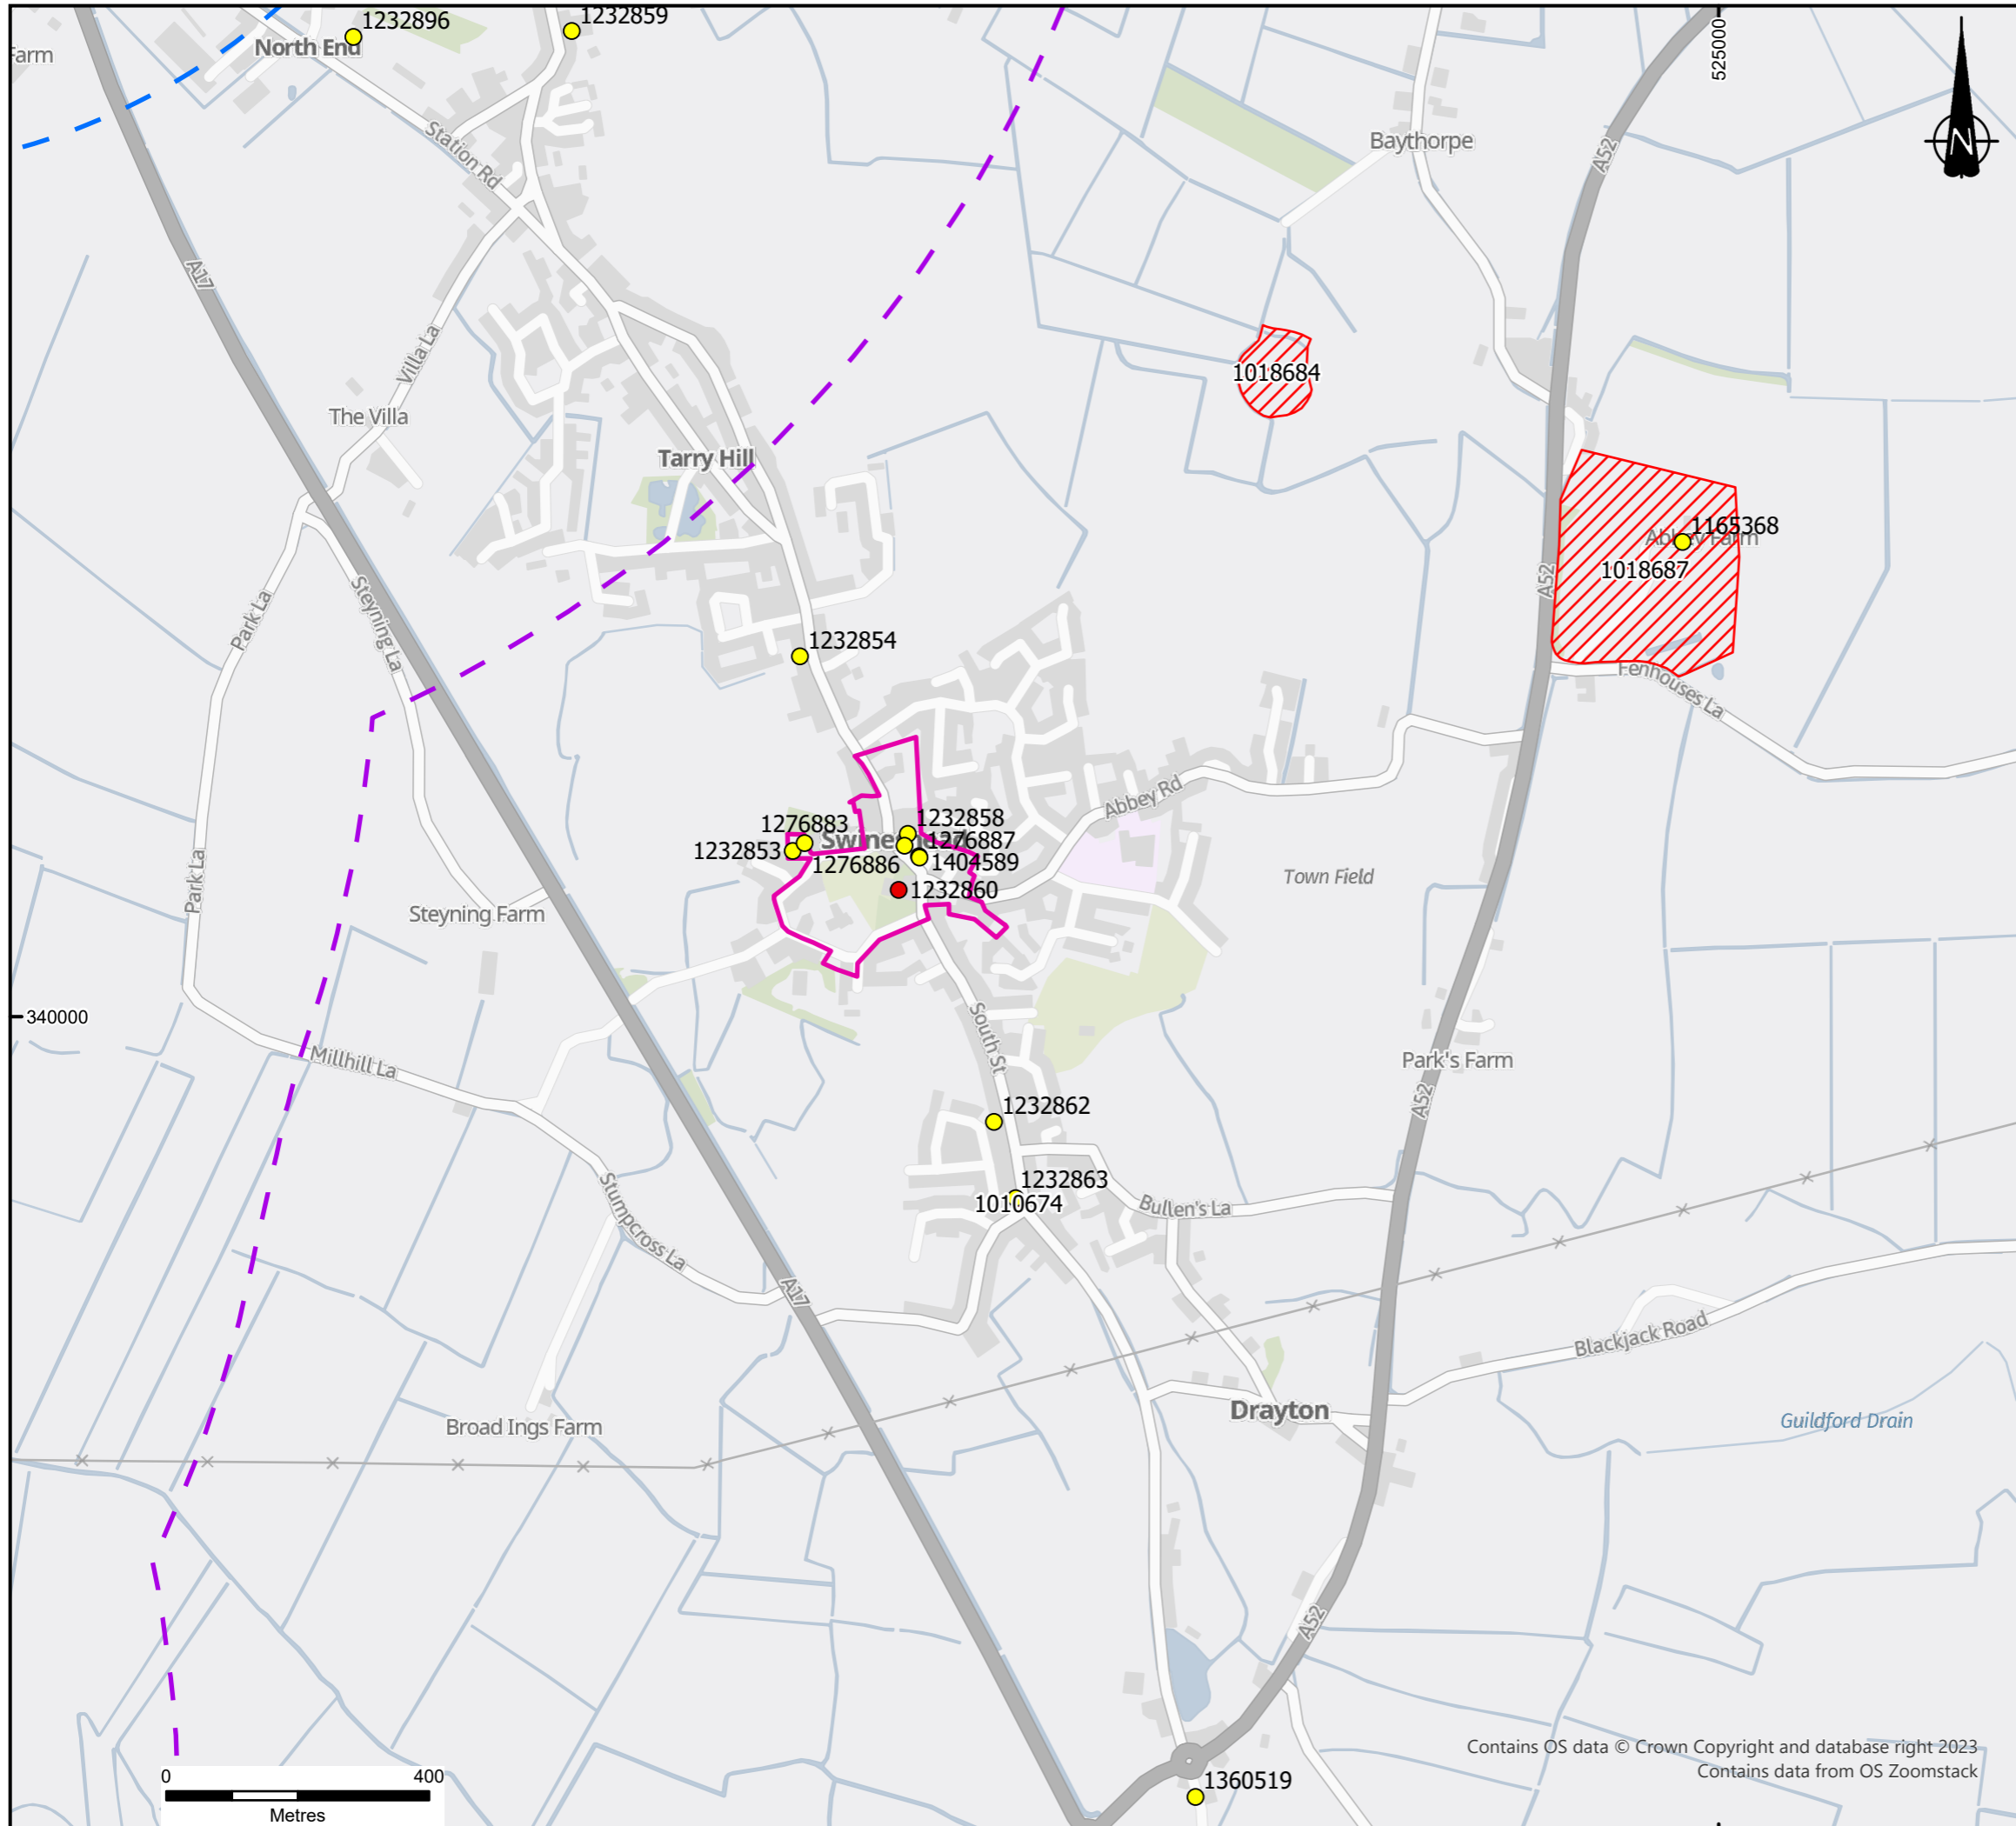 1232896
1232859
North End
Farm
Station Rd
525000
N
Baythorpe
A52
A17
Villa La
The Villa
1018684
Tarry Hill
1165368
Abbey Farm
1018687
A52
Park La
Steyning La
1232854
Fenhouses La
Abbey Rd
1276883
1232858
Swineshead
1276887
1232853
1276886
1404589
1232860
Town Field
Park La
Steyning Farm
340000
South St
Millhill La
Park's Farm
A52
1232862
1232863
1010674
Bullen's La
Stumpcross La
A17
Blackjack Road
Drayton
Broad Ings Farm
Guildford Drain
A52
Contains OS data © Crown Copyright and database right 2023
Contains data from OS Zoomstack
0 400
Metres
1360519